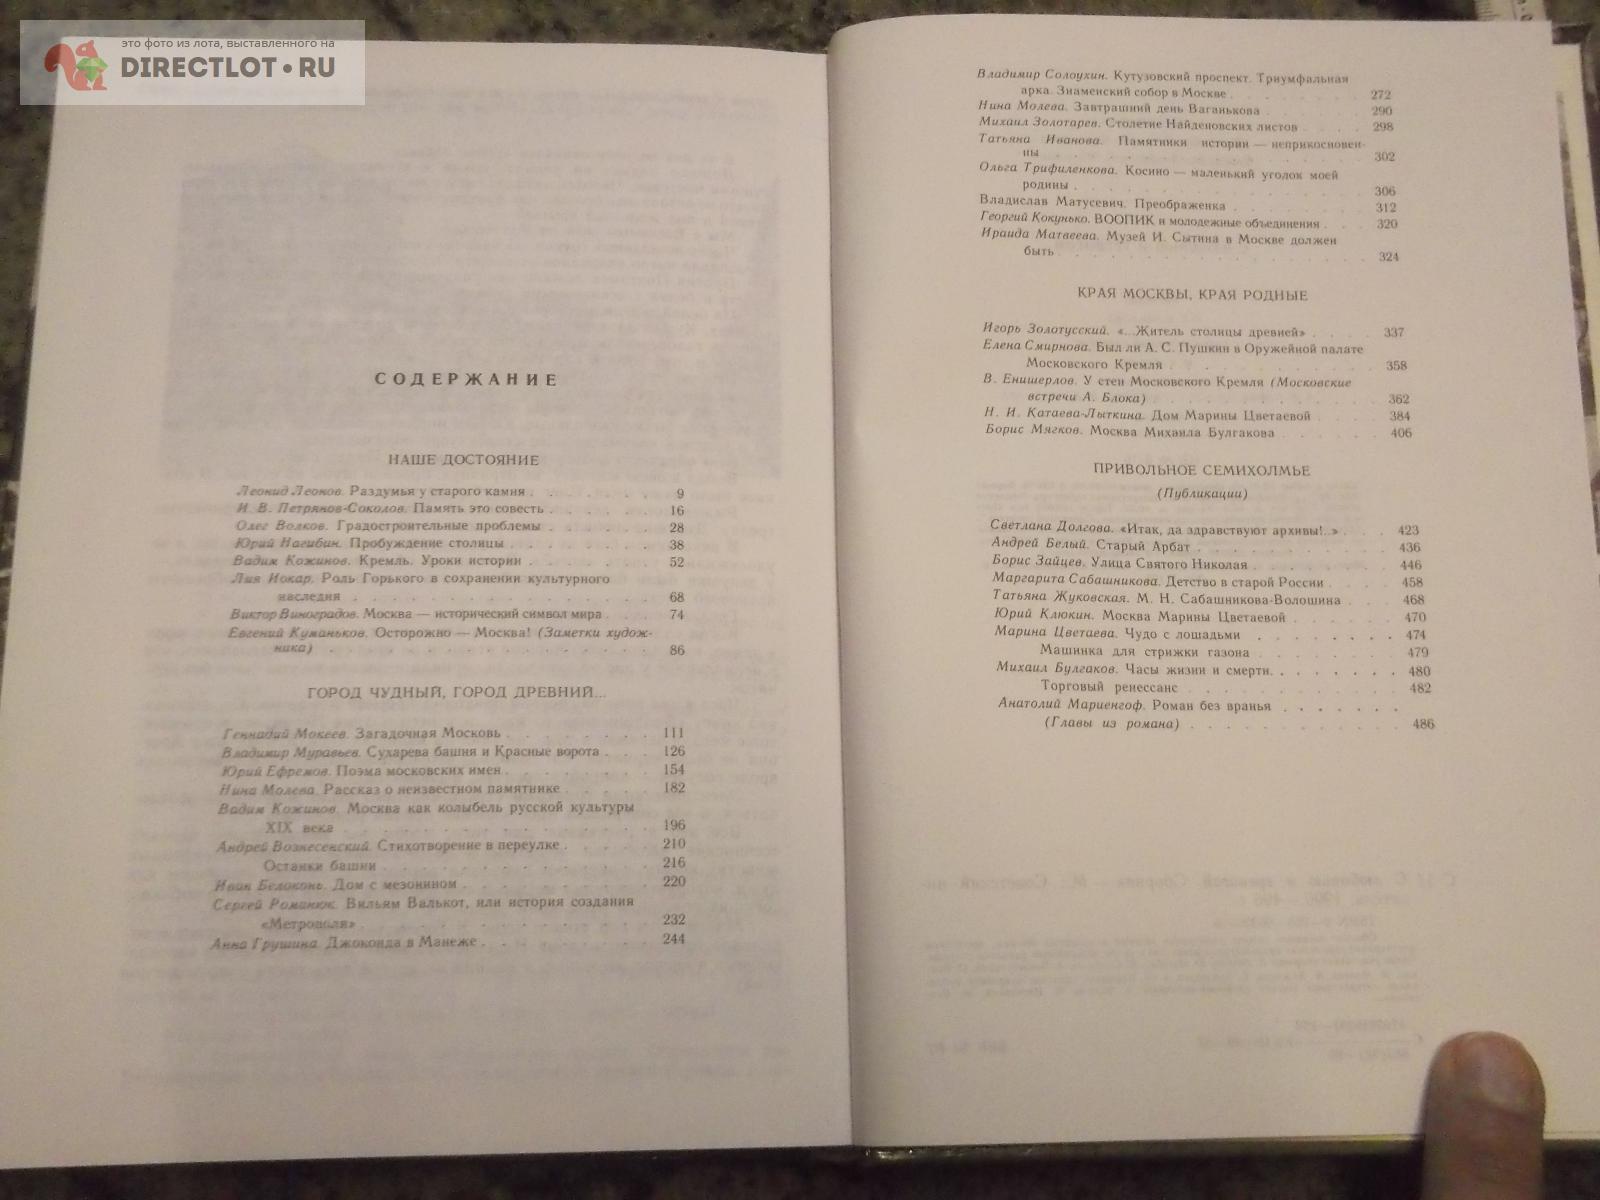 это фото из лота, выставленного на
DIRECTLOT•RU
СОДЕРЖАНИЕ
НАШЕ ДОСТОЯНИЕ
Леонид Леонов. Раздумья у старого камня . . . . . . . 9
И. В. Петрянов-Соколов. Память это совесть . . . . . . 16
Олег Волков. Градостроительные проблемы . . . . . . 28
Юрий Нагибин. Пробуждение столицы . . . . . . . 38
Вадим Кожинов. Кремль. Уроки истории . . . . . . . 52
Лия Иокар. Роль Горького в сохранении культурного
наследия . . . . . . . . . . . . . . 68
Виктор Виноградов. Москва — исторический символ мира . . . 74
Евгений Куманьков. Осторожно — Москва! (Заметки худож-
ника) . . . . . . . . . . . . . . . 86
ГОРОД ЧУДНЫЙ, ГОРОД ДРЕВНИЙ...
Геннадий Мокеев. Загадочная Московь . . . . . . . 111
Владимир Муравьев. Сухарева башня и Красные ворота . . . 126
Юрий Ефремов. Поэма московских имен . . . . . . . 154
Нина Молева. Рассказ о неизвестном памятнике . . . . . 182
Вадим Кожинов. Москва как колыбель русской культуры
XIX века . . . . . . . . . . . . . . 196
Андрей Вознесенский. Стихотворение в переулке . . . . . 210
Останки башни . . . . . . . . . . . . . 216
Иван Белоконь. Дом с мезонином . . . . . . . . . 220
Сергей Романюк. Вильям Валькот, или история создания
«Метрополя» . . . . . . . . . . . . . 232
Анна Грушина. Джоконда в Манеже . . . . . . . . 244
Владимир Солоухин. Кутузовский проспект. Триумфальная
арка. Знаменский собор в Москве . . . . . . . 272
Нина Молева. Завтрашний день Ваганькова . . . . . . 290
Михаил Золотарев. Столетие Найденовских листов . . . . 298
Татьяна Иванова. Памятники истории — неприкосновен-
ны . . . . . . . . . . . . . . . . 302
Ольга Трифиленкова. Косино — маленький уголок моей
родины . . . . . . . . . . . . . . . 306
Владислав Матусевич. Преображенка . . . . . . . . 312
Георгий Кокунько. ВООПИК и молодежные объединения . . . 320
Ираида Матвеева. Музей И. Сытина в Москве должен
быть . . . . . . . . . . . . . . . . 324
КРАЯ МОСКВЫ, КРАЯ РОДНЫЕ
Игорь Золотусский. «...Житель столицы древней» . . . . 337
Елена Смирнова. Был ли А. С. Пушкин в Оружейной палате
Московского Кремля . . . . . . . . . . . 358
В. Енишерлов. У стен Московского Кремля (Московские
встречи А. Блока) . . . . . . . . . . . . 362
Н. И. Катаева-Лыткина. Дом Марины Цветаевой . . . . 384
Борис Мягков. Москва Михаила Булгакова . . . . . . 406
ПРИВОЛЬНОЕ СЕМИХОЛМЬЕ
(Публикации)
Светлана Долгова. «Итак, да здравствуют архивы!..» . . . 423
Андрей Белый. Старый Арбат . . . . . . . . . . 436
Борис Зайцев. Улица Святого Николая . . . . . . . 446
Маргарита Сабашникова. Детство в старой России . . . . 458
Татьяна Жуковская. М. Н. Сабашникова-Волошина . . . 468
Юрий Клюкин. Москва Марины Цветаевой . . . . . . 470
Марина Цветаева. Чудо с лошадьми . . . . . . . . 474
Машинка для стрижки газона . . . . . . . . 479
Михаил Булгаков. Часы жизни и смерти. . . . . . . . 480
Торговый ренессанс . . . . . . . . . . . 482
Анатолий Мариенгоф. Роман без вранья . . . . . . .
(Главы из романа) . . . . . . . . . . . 486